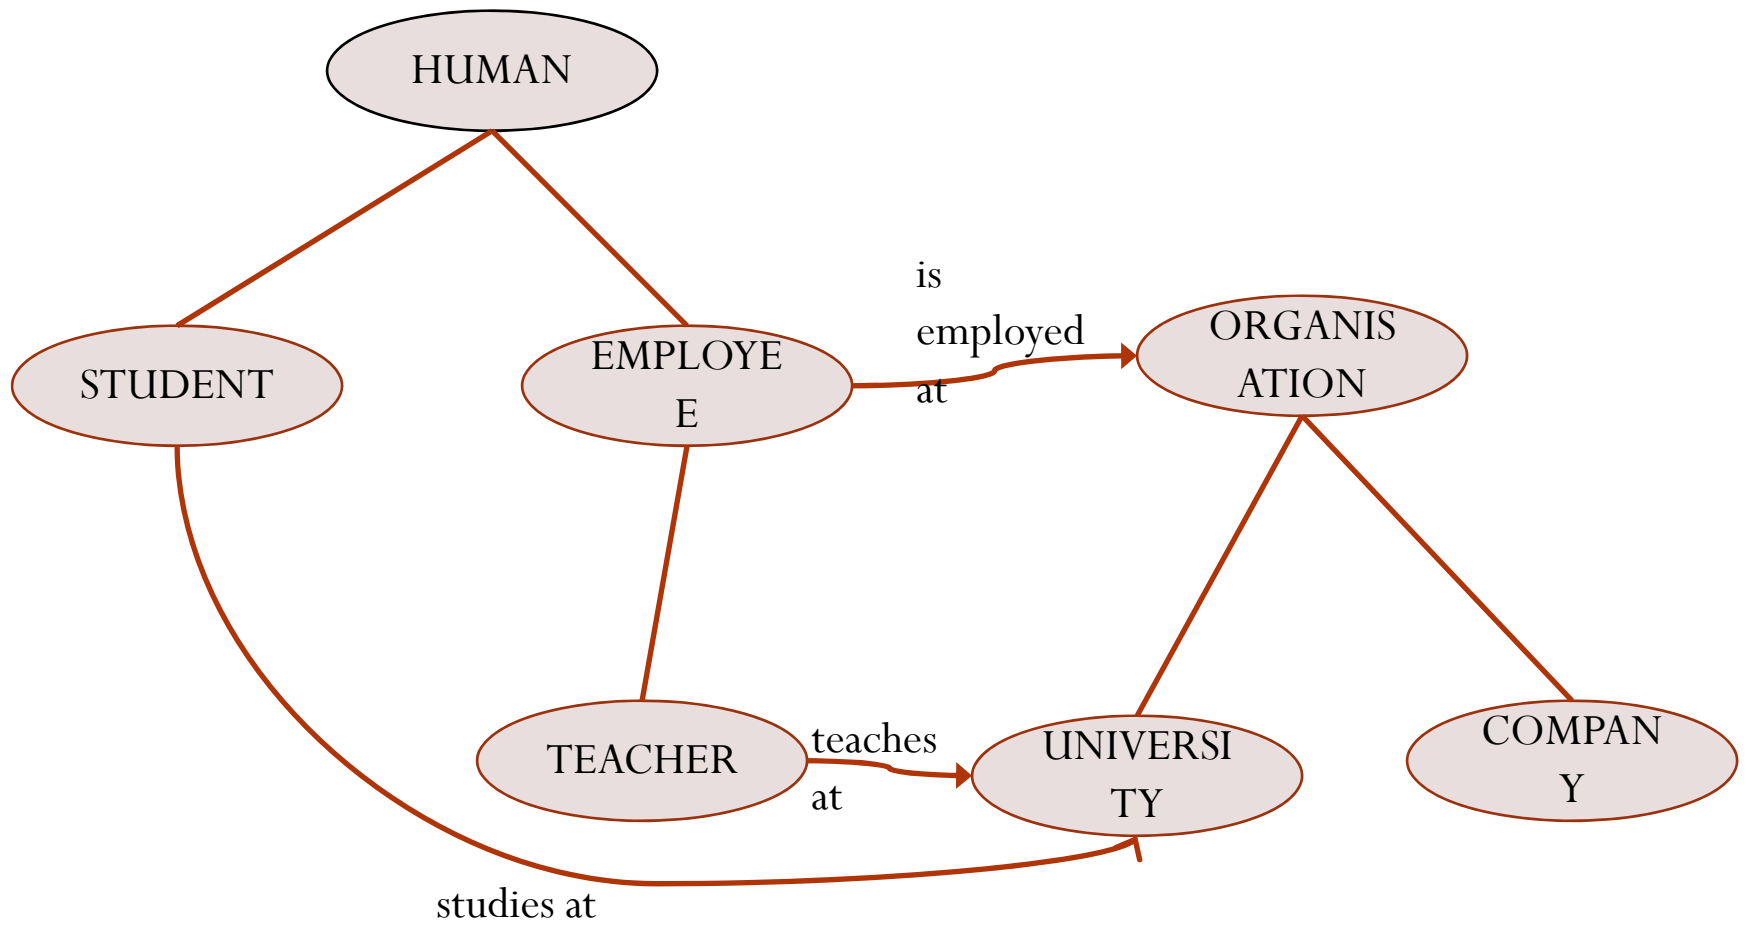 HUMAN
is
employed
at
STUDENT
EMPLOYE
E
ORGANIS
ATION
TEACHER
teaches
at
UNIVERSI
TY
COMPAN
Y
studies at